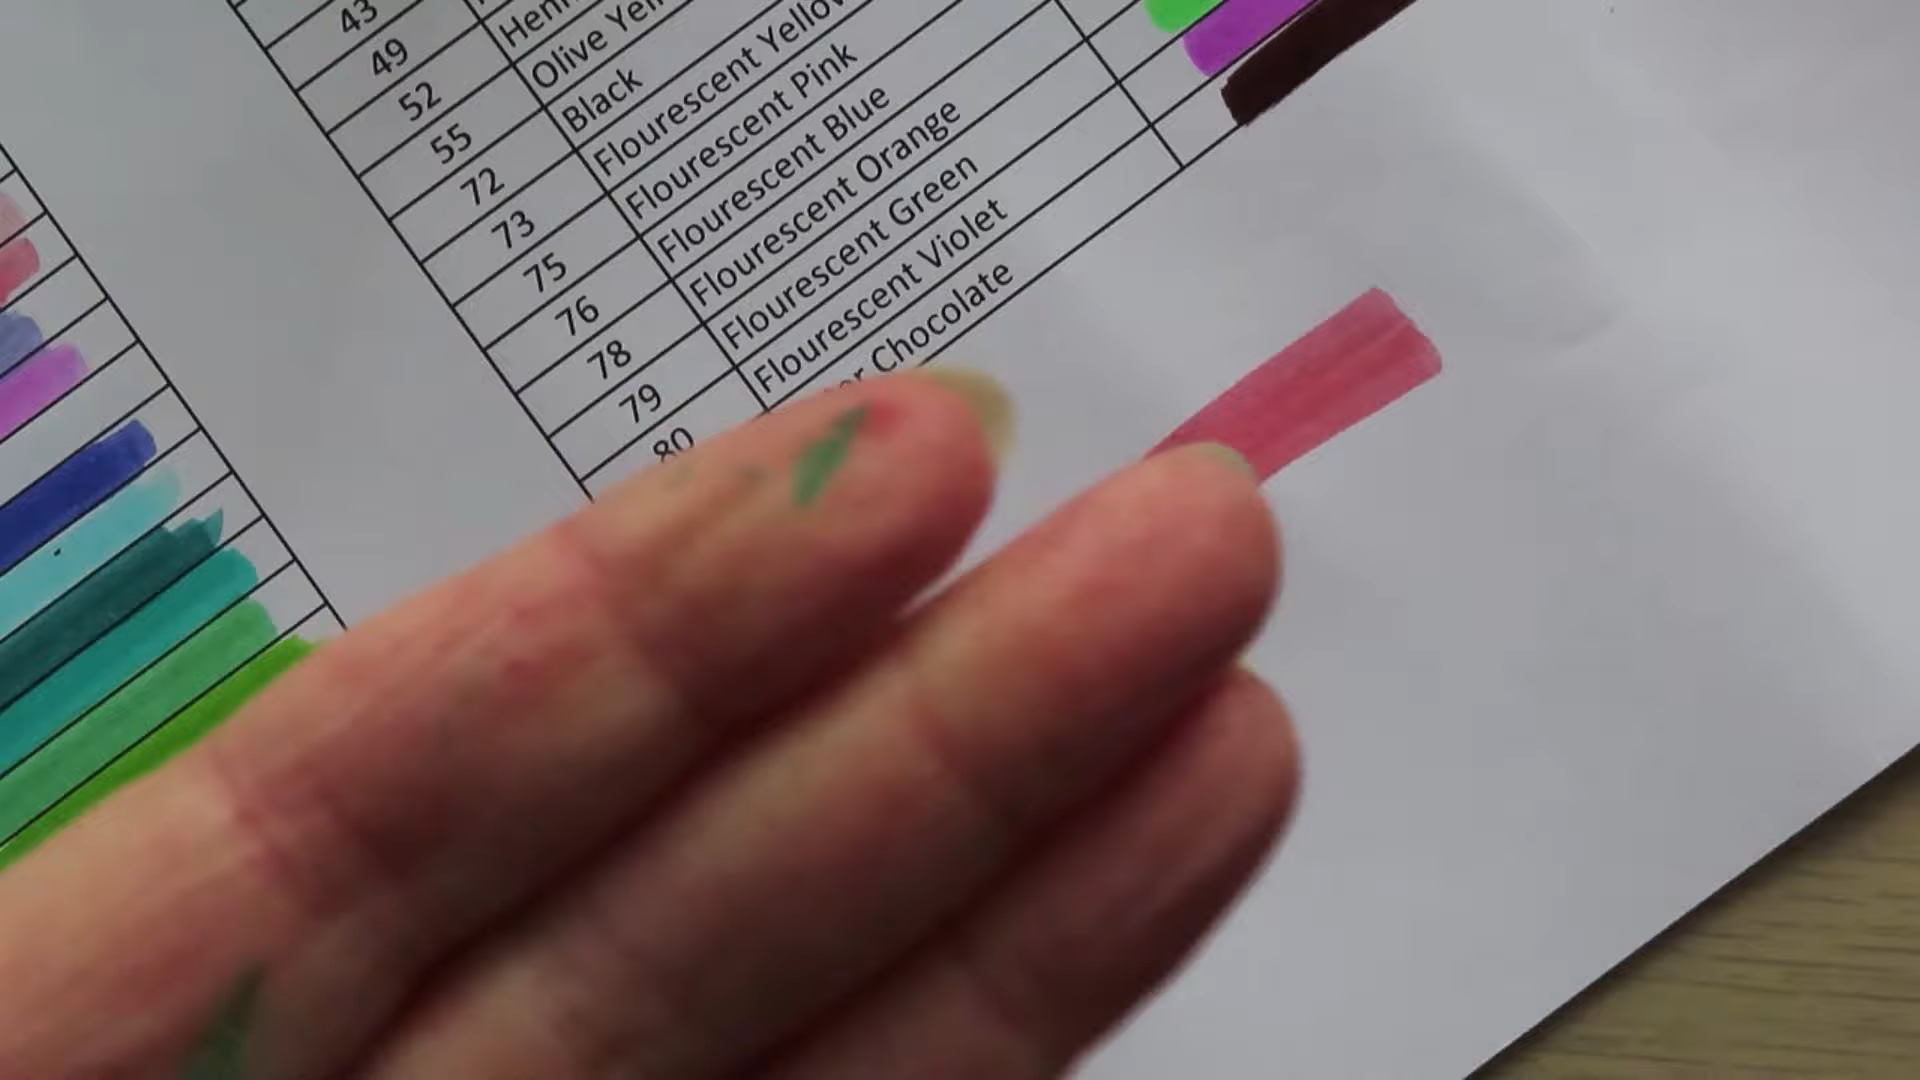 43
49
52
55 Olive
72 Black
73 Flourescent Yellow
75 Flourescent Pink
76 Flourescent Blue
78 Flourescent Orange
79 Flourescent Green
80 Flourescent Violet
Chocolate